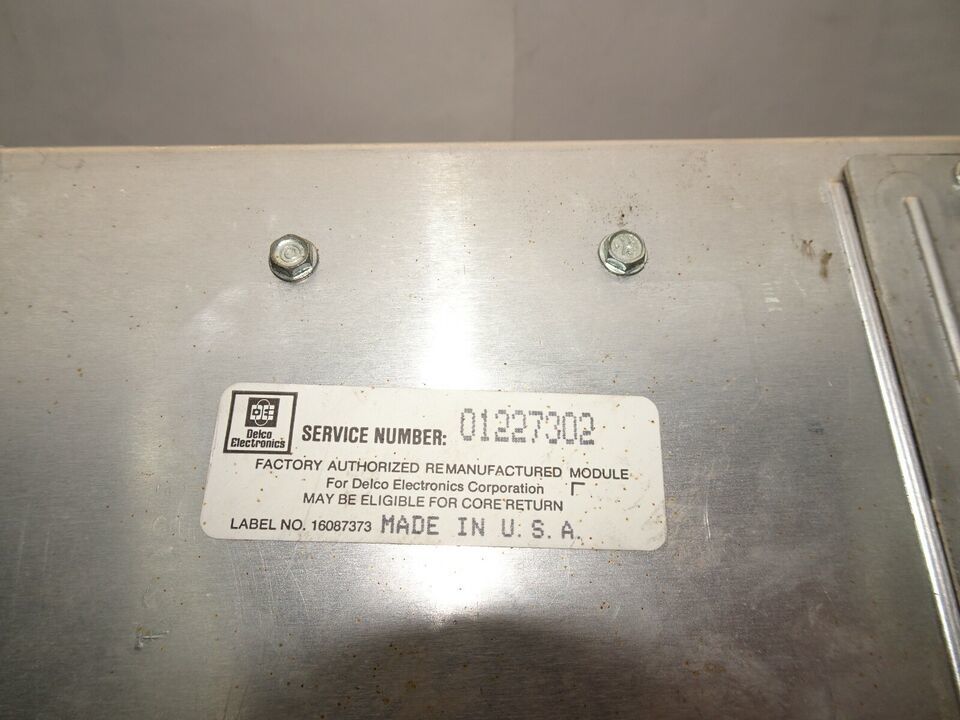 DE
Delco
Electronics
SERVICE NUMBER: 01227302
FACTORY AUTHORIZED REMANUFACTURED MODULE
For Delco Electronics Corporation
MAY BE ELIGIBLE FOR CORE RETURN
LABEL NO. 16087373 MADE IN U.S.A.